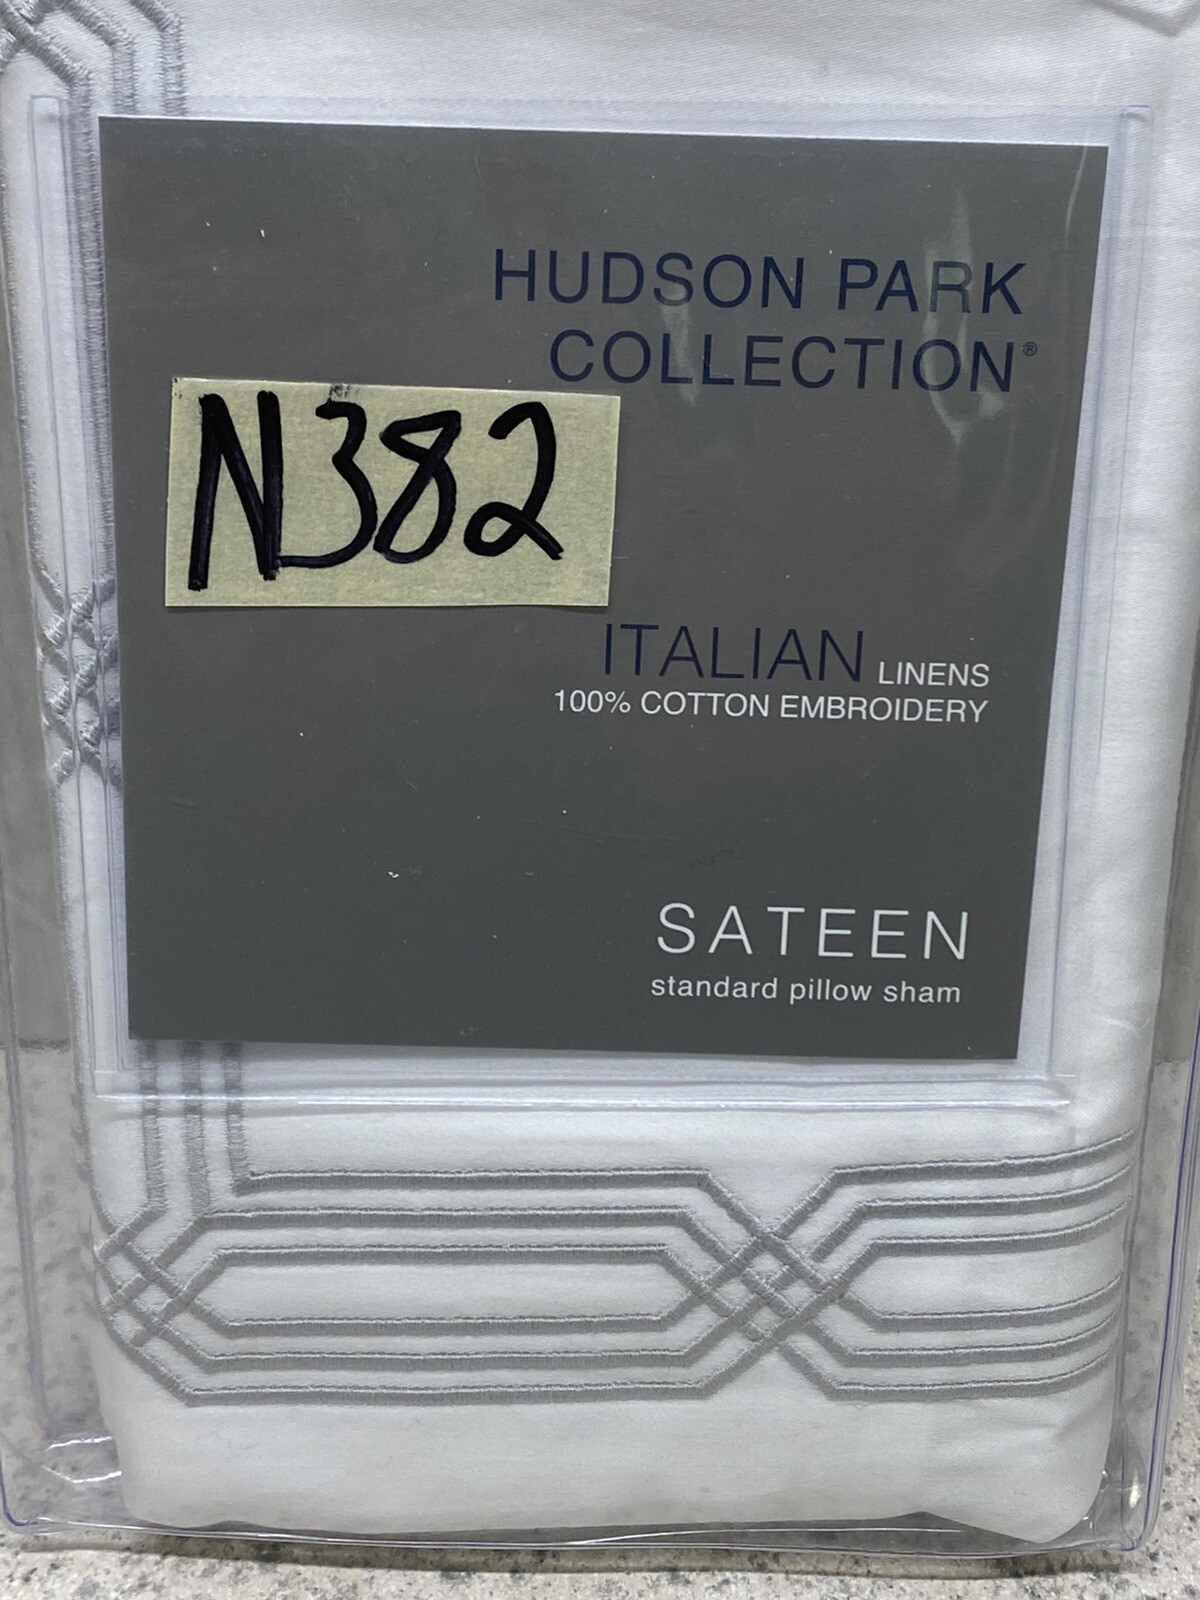 HUDSON PARK
COLLECTION®
N382
ITALIAN LINENS
100% COTTON EMBROIDERY
SATEEN
standard pillow sham